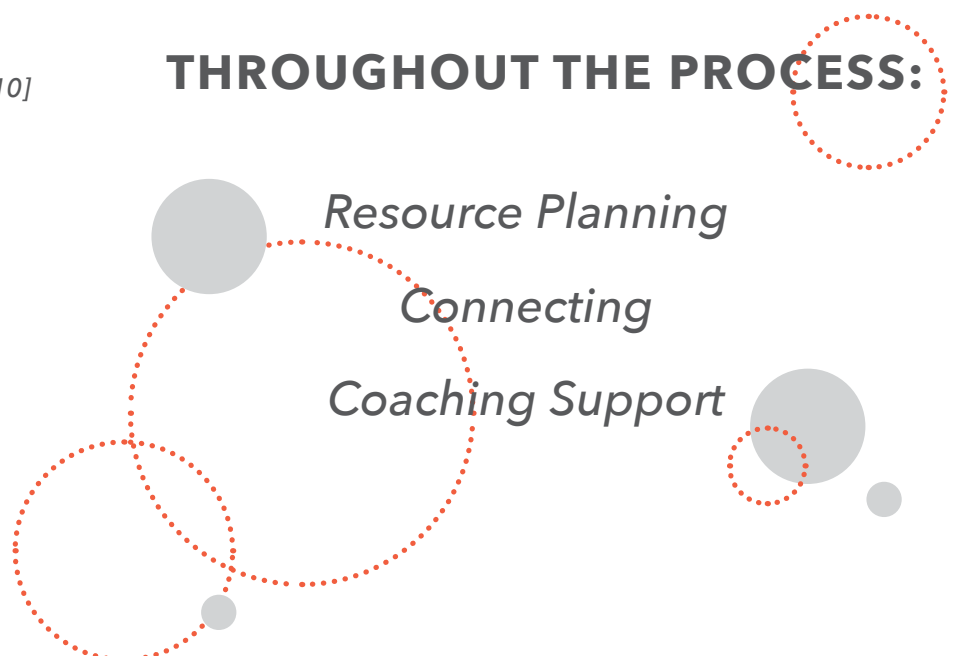 THROUGHOUT THE PROCESS:
10]
Resource Planning
Connecting
Coaching Support